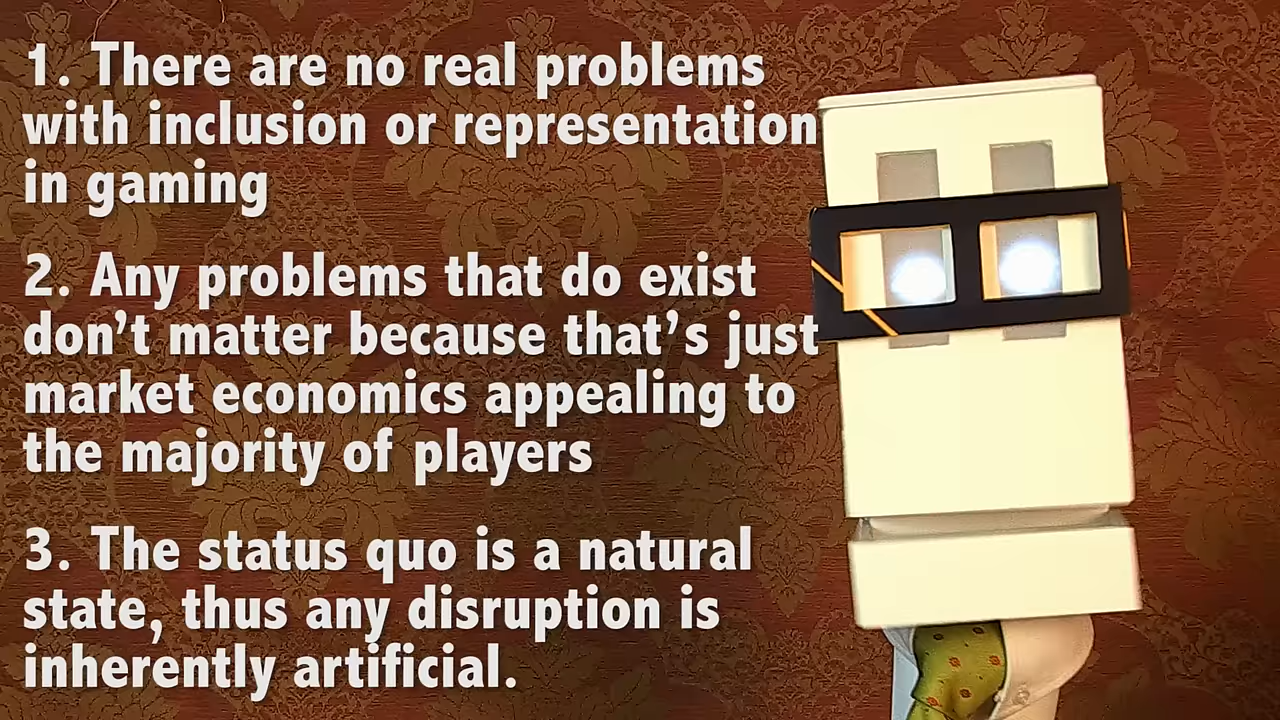 1. There are no real problems
with inclusion or representation
in gaming
2. Any problems that do exist
don’t matter because that’s just
market economics appealing to
the majority of players
3. The status quo is a natural
state, thus any disruption is
inherently artificial.